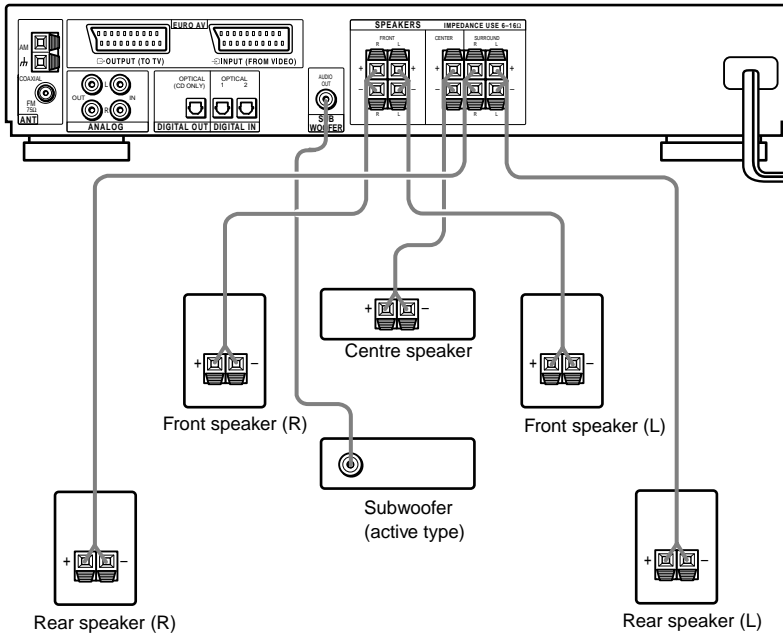 EURO AV
OUTPUT (TO TV)
INPUT (FROM VIDEO)
AM
COAXIAL
FM
75Ω
ANT
OUT
L
R
IN
ANALOG
OPTICAL
(CD ONLY)
DIGITAL OUT
OPTICAL
1 2
DIGITAL IN
AUDIO
OUT
SUB
WOOFER
SPEAKERS IMPEDANCE USE 6–16Ω
FRONT
R L
CENTER
SURROUND
R L
+ + +
– – –
R L
R L
+ –
Centre speaker
+ –
Front speaker (R)
+ –
Front speaker (L)
Subwoofer
(active type)
+ –
Rear speaker (R)
+ –
Rear speaker (L)